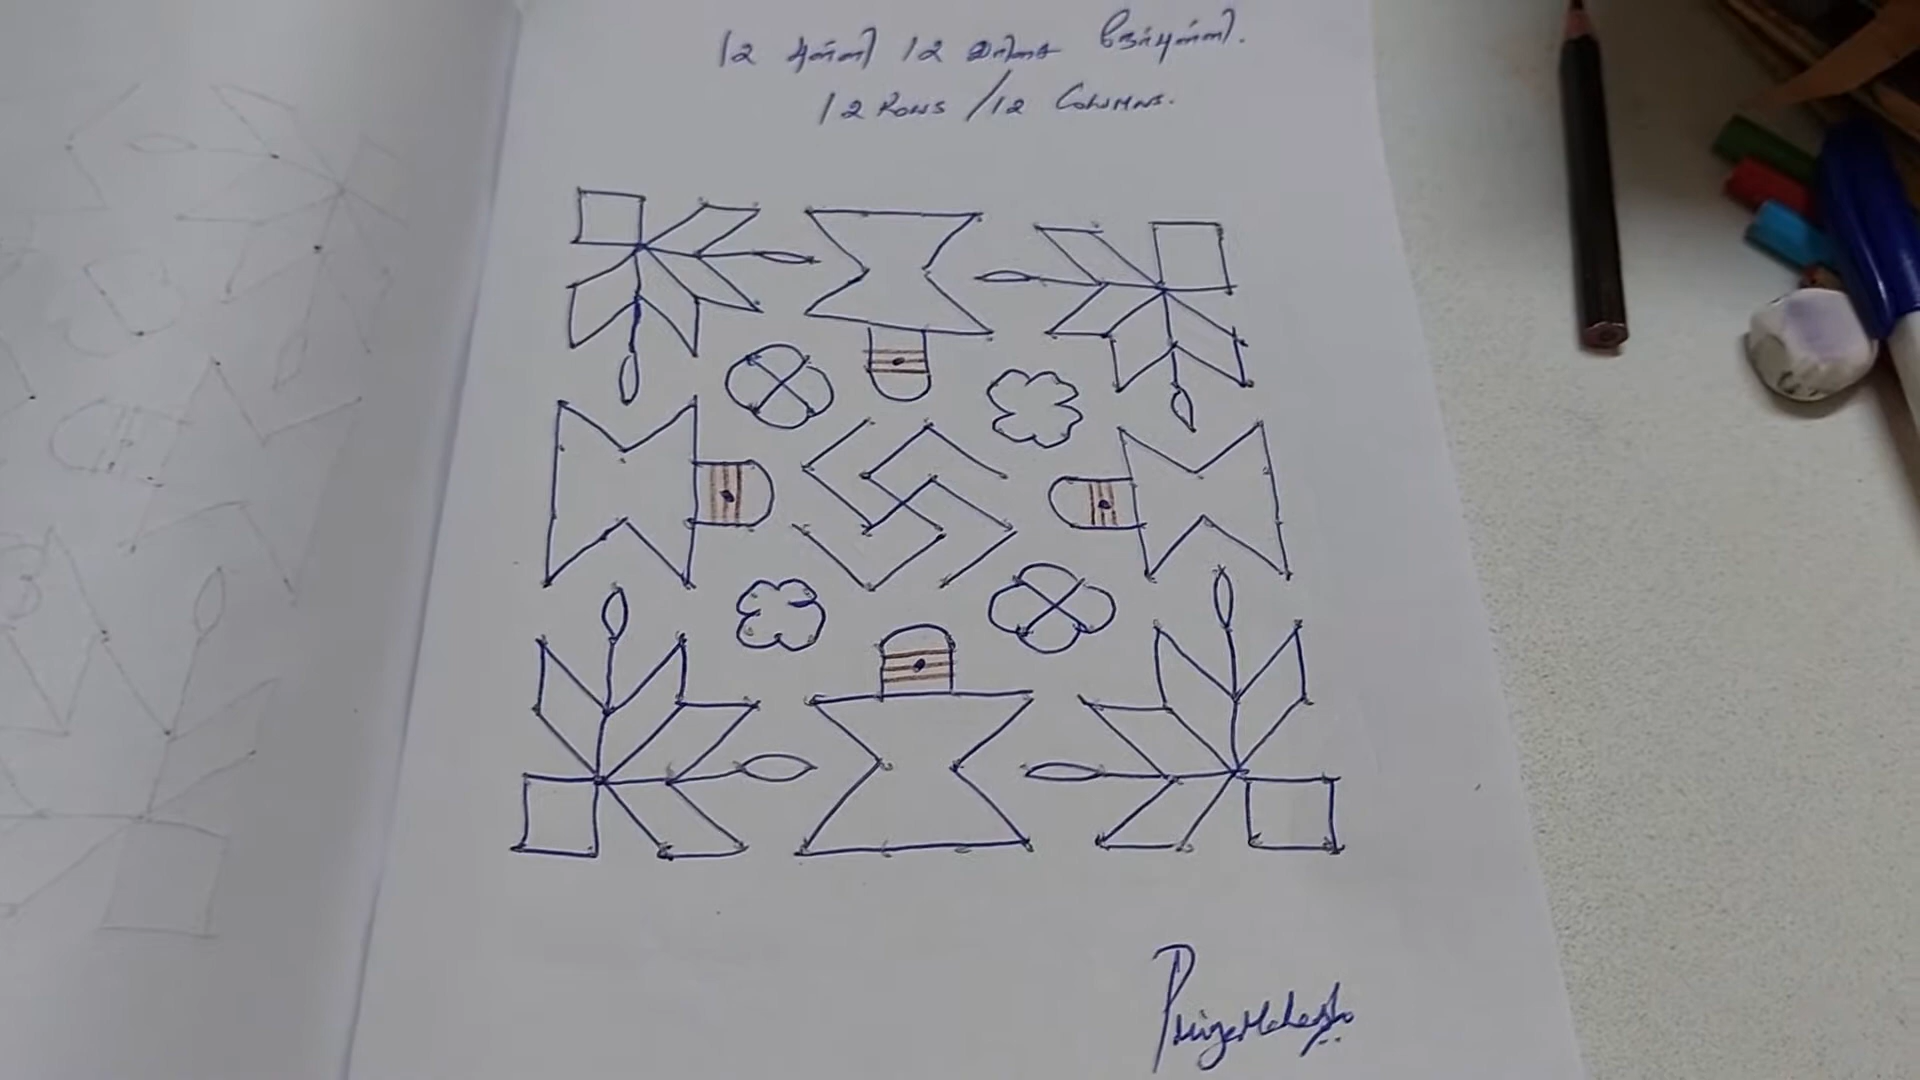 12 புள்ளி 12 வரிசை நேர்புள்ளி.
12 Rows / 12 Columns.